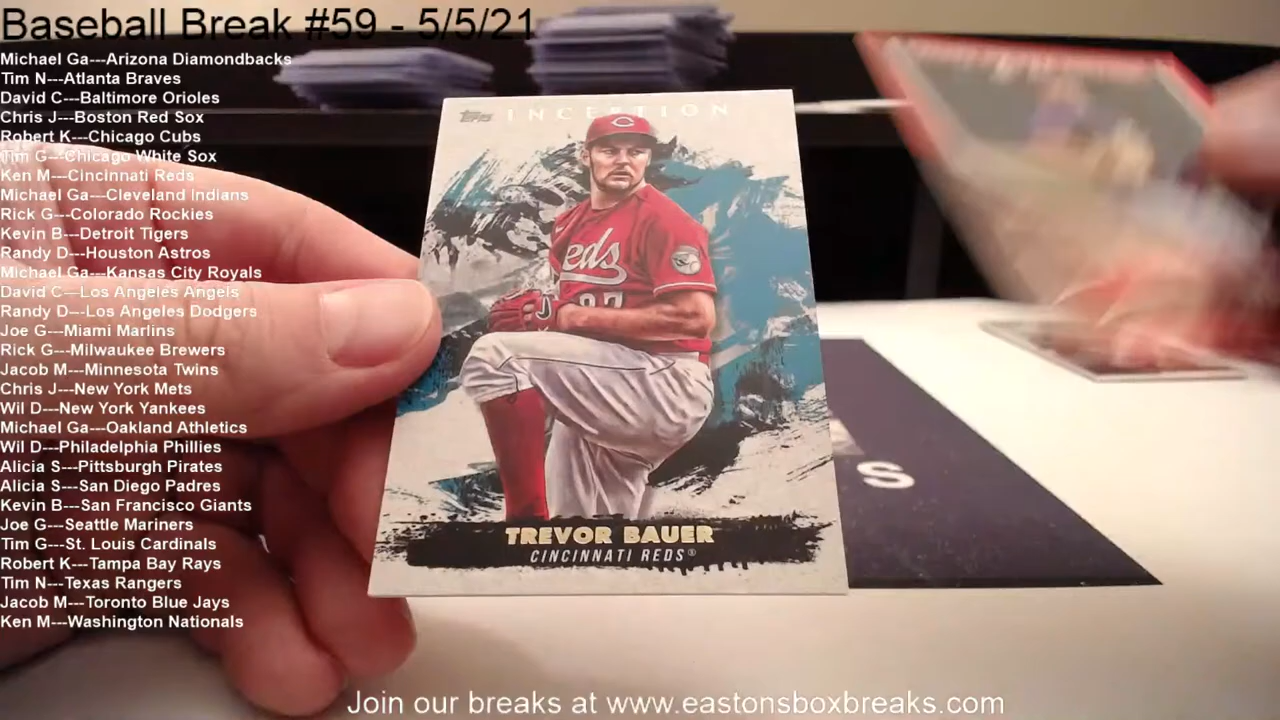 Baseball Break #59 - 5/5/21
Michael Ga---Arizona Diamondbacks
Tim N---Atlanta Braves
David C---Baltimore Orioles
Chris J---Boston Red Sox
Robert K---Chicago Cubs
Tim G---Chicago White Sox
Ken M---Cincinnati Reds
Michael Ga---Cleveland Indians
Rick G---Colorado Rockies
Kevin B---Detroit Tigers
Randy D---Houston Astros
Michael Ga---Kansas City Royals
David C---Los Angeles Angels
Randy D---Los Angeles Dodgers
Joe G---Miami Marlins
Rick G---Milwaukee Brewers
Jacob M---Minnesota Twins
Chris J---New York Mets
Wil D---New York Yankees
Michael Ga---Oakland Athletics
Wil D---Philadelphia Phillies
Alicia S---Pittsburgh Pirates
Alicia S---San Diego Padres
Kevin B---San Francisco Giants
Joe G---Seattle Mariners
Tim G---St. Louis Cardinals
Robert K---Tampa Bay Rays
Tim N---Texas Rangers
Jacob M---Toronto Blue Jays
Ken M---Washington Nationals
TOPPS INCEPTION
C
eds
27
TREVOR BAUER
CINCINNATI REDS®
S
Join our breaks at www.eastonsboxbreaks.com